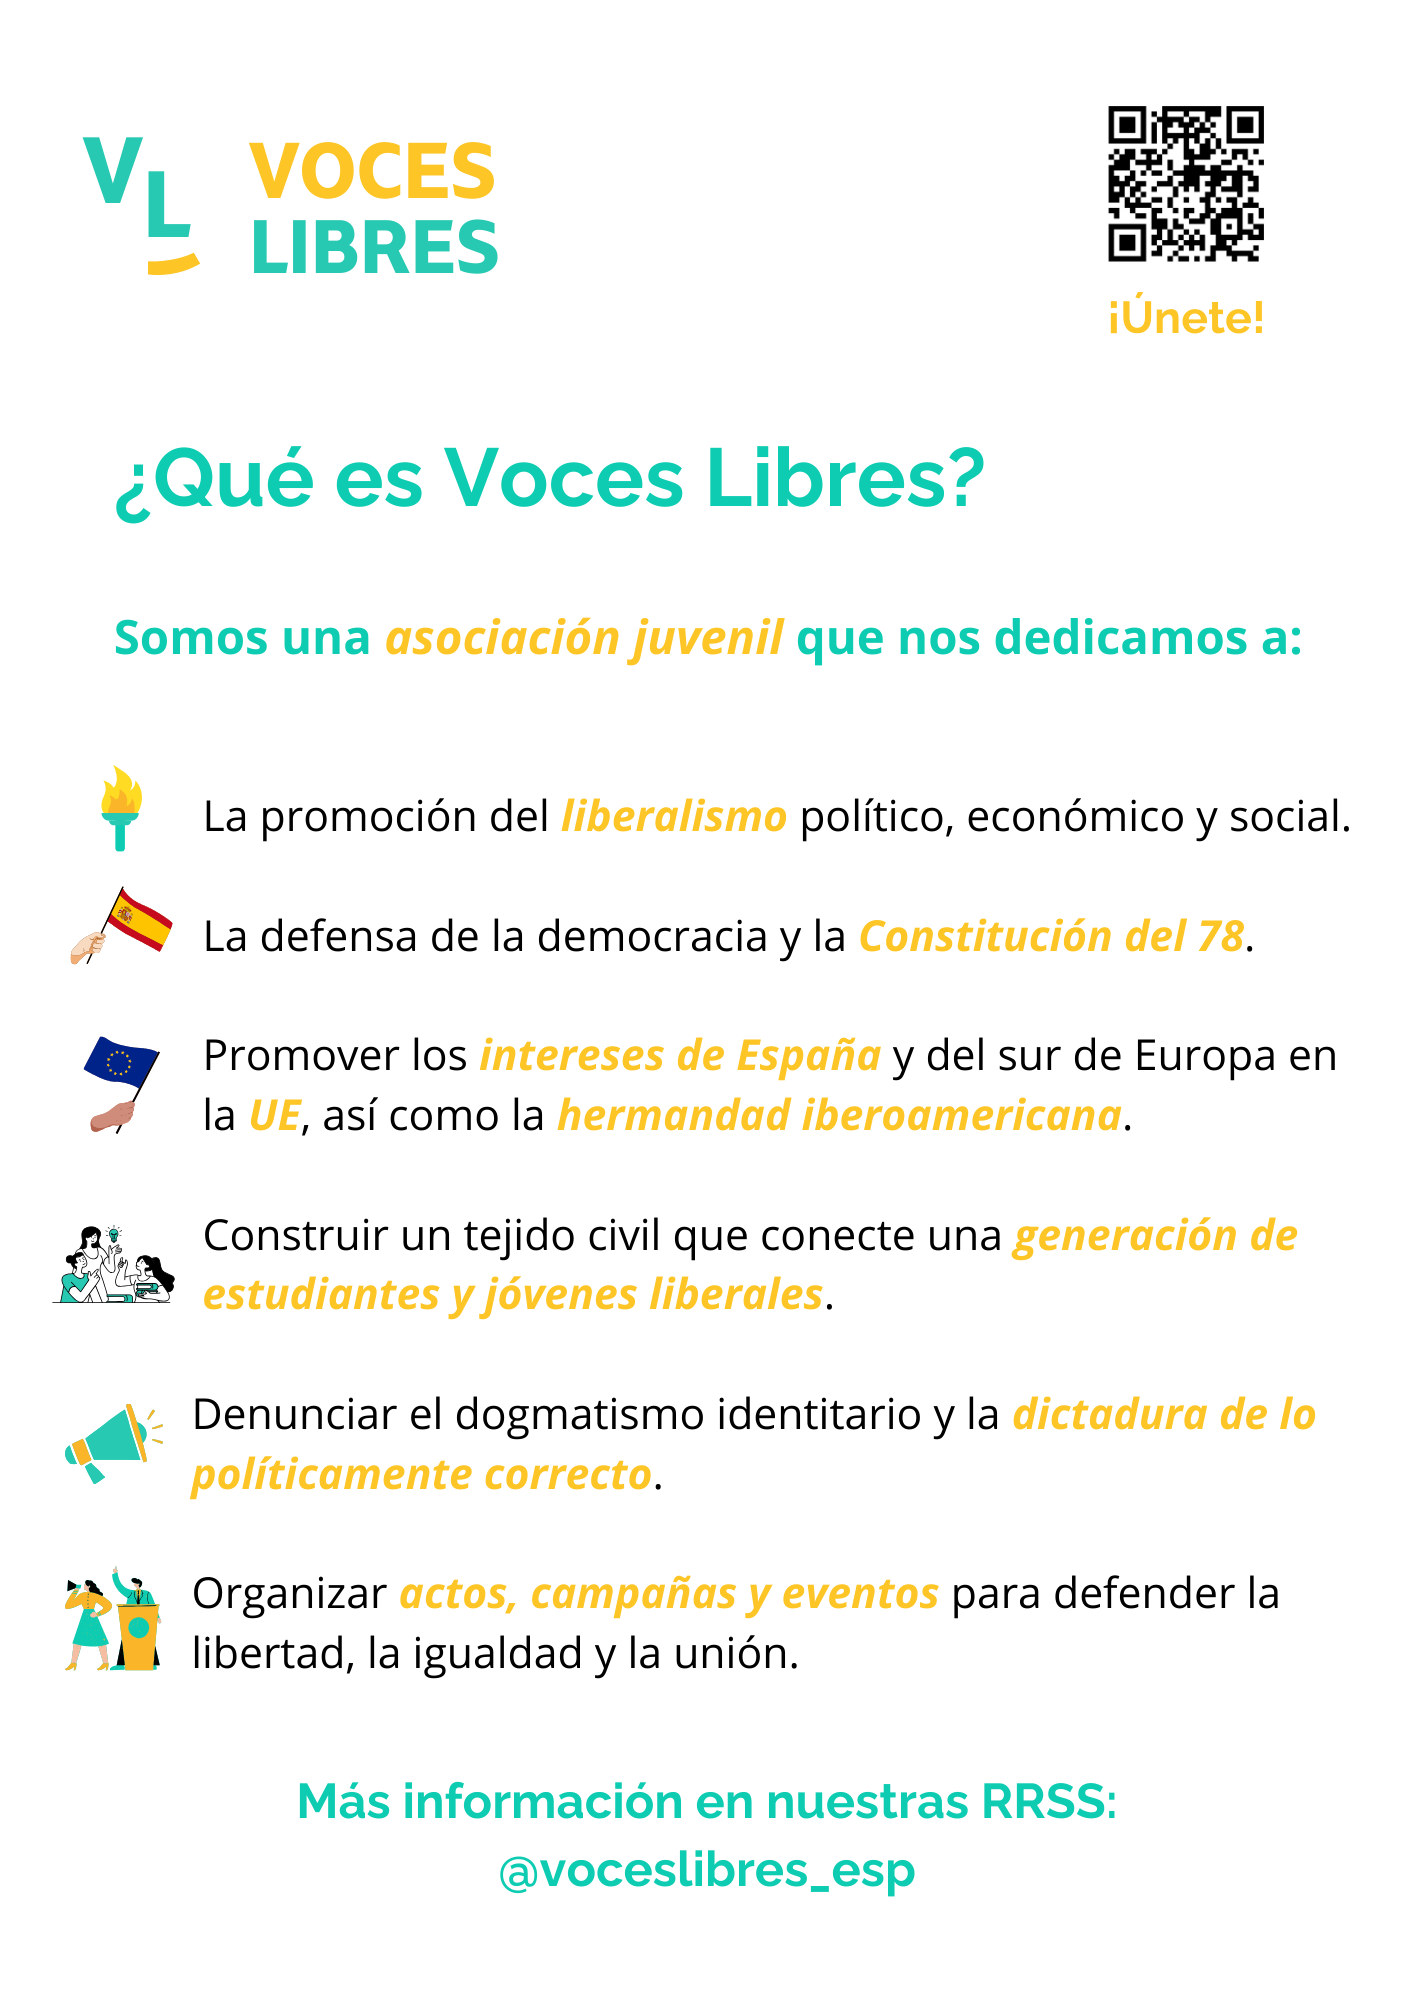 VL
VOCES
LIBRES
¡Únete!
¿Qué es Voces Libres?
Somos una asociación juvenil que nos dedicamos a:
La promoción del liberalismo político, económico y social.
La defensa de la democracia y la Constitución del 78.
Promover los intereses de España y del sur de Europa en
la UE, así como la hermandad iberoamericana.
Construir un tejido civil que conecte una generación de
estudiantes y jóvenes liberales.
Denunciar el dogmatismo identitario y la dictadura de lo
políticamente correcto.
Organizar actos, campañas y eventos para defender la
libertad, la igualdad y la unión.
Más información en nuestras RRSS:
@voceslibres_esp